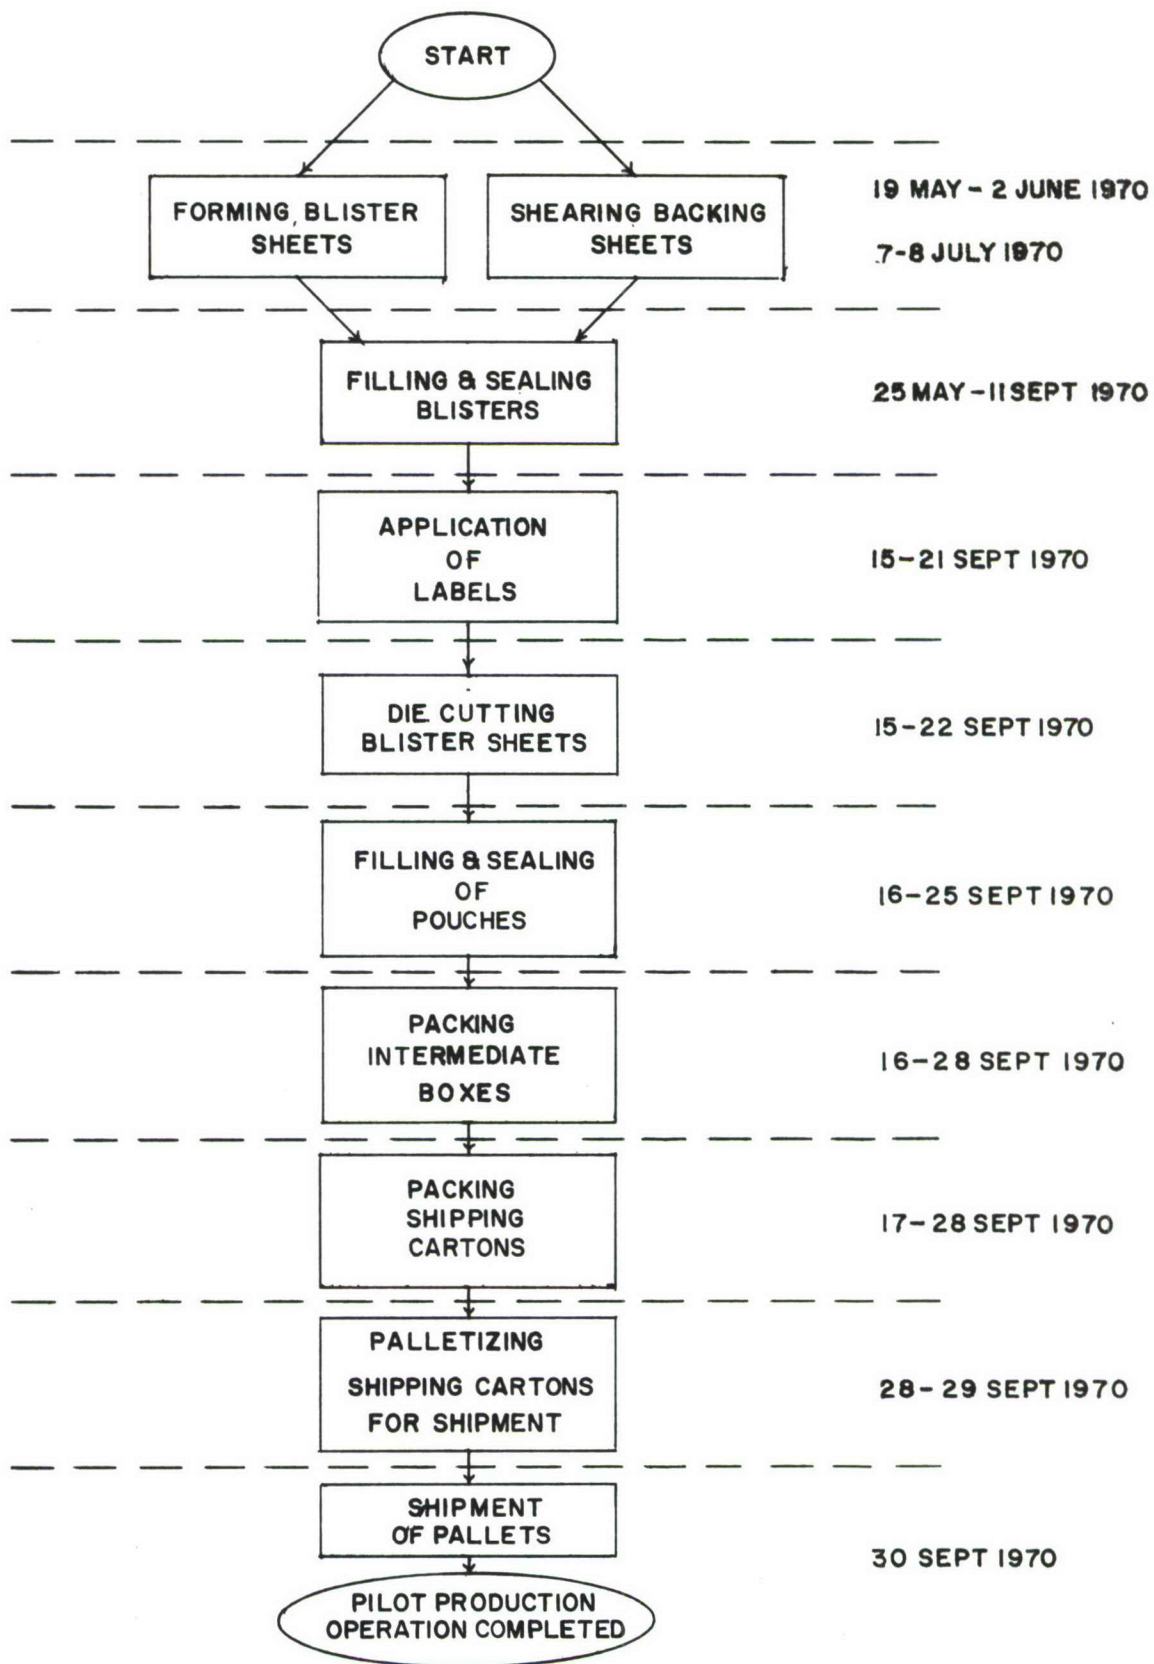 START
FORMING BLISTER
SHEETS
SHEARING BACKING
SHEETS
19 MAY - 2 JUNE 1970
7-8 JULY 1970
FILLING & SEALING
BLISTERS
25 MAY - 11 SEPT 1970
APPLICATION
OF
LABELS
15-21 SEPT 1970
DIE CUTTING
BLISTER SHEETS
15-22 SEPT 1970
FILLING & SEALING
OF
POUCHES
16-25 SEPT 1970
PACKING
INTERMEDIATE
BOXES
16-28 SEPT 1970
PACKING
SHIPPING
CARTONS
17-28 SEPT 1970
PALLETIZING
SHIPPING CARTONS
FOR SHIPMENT
28-29 SEPT 1970
SHIPMENT
OF PALLETS
30 SEPT 1970
PILOT PRODUCTION
OPERATION COMPLETED